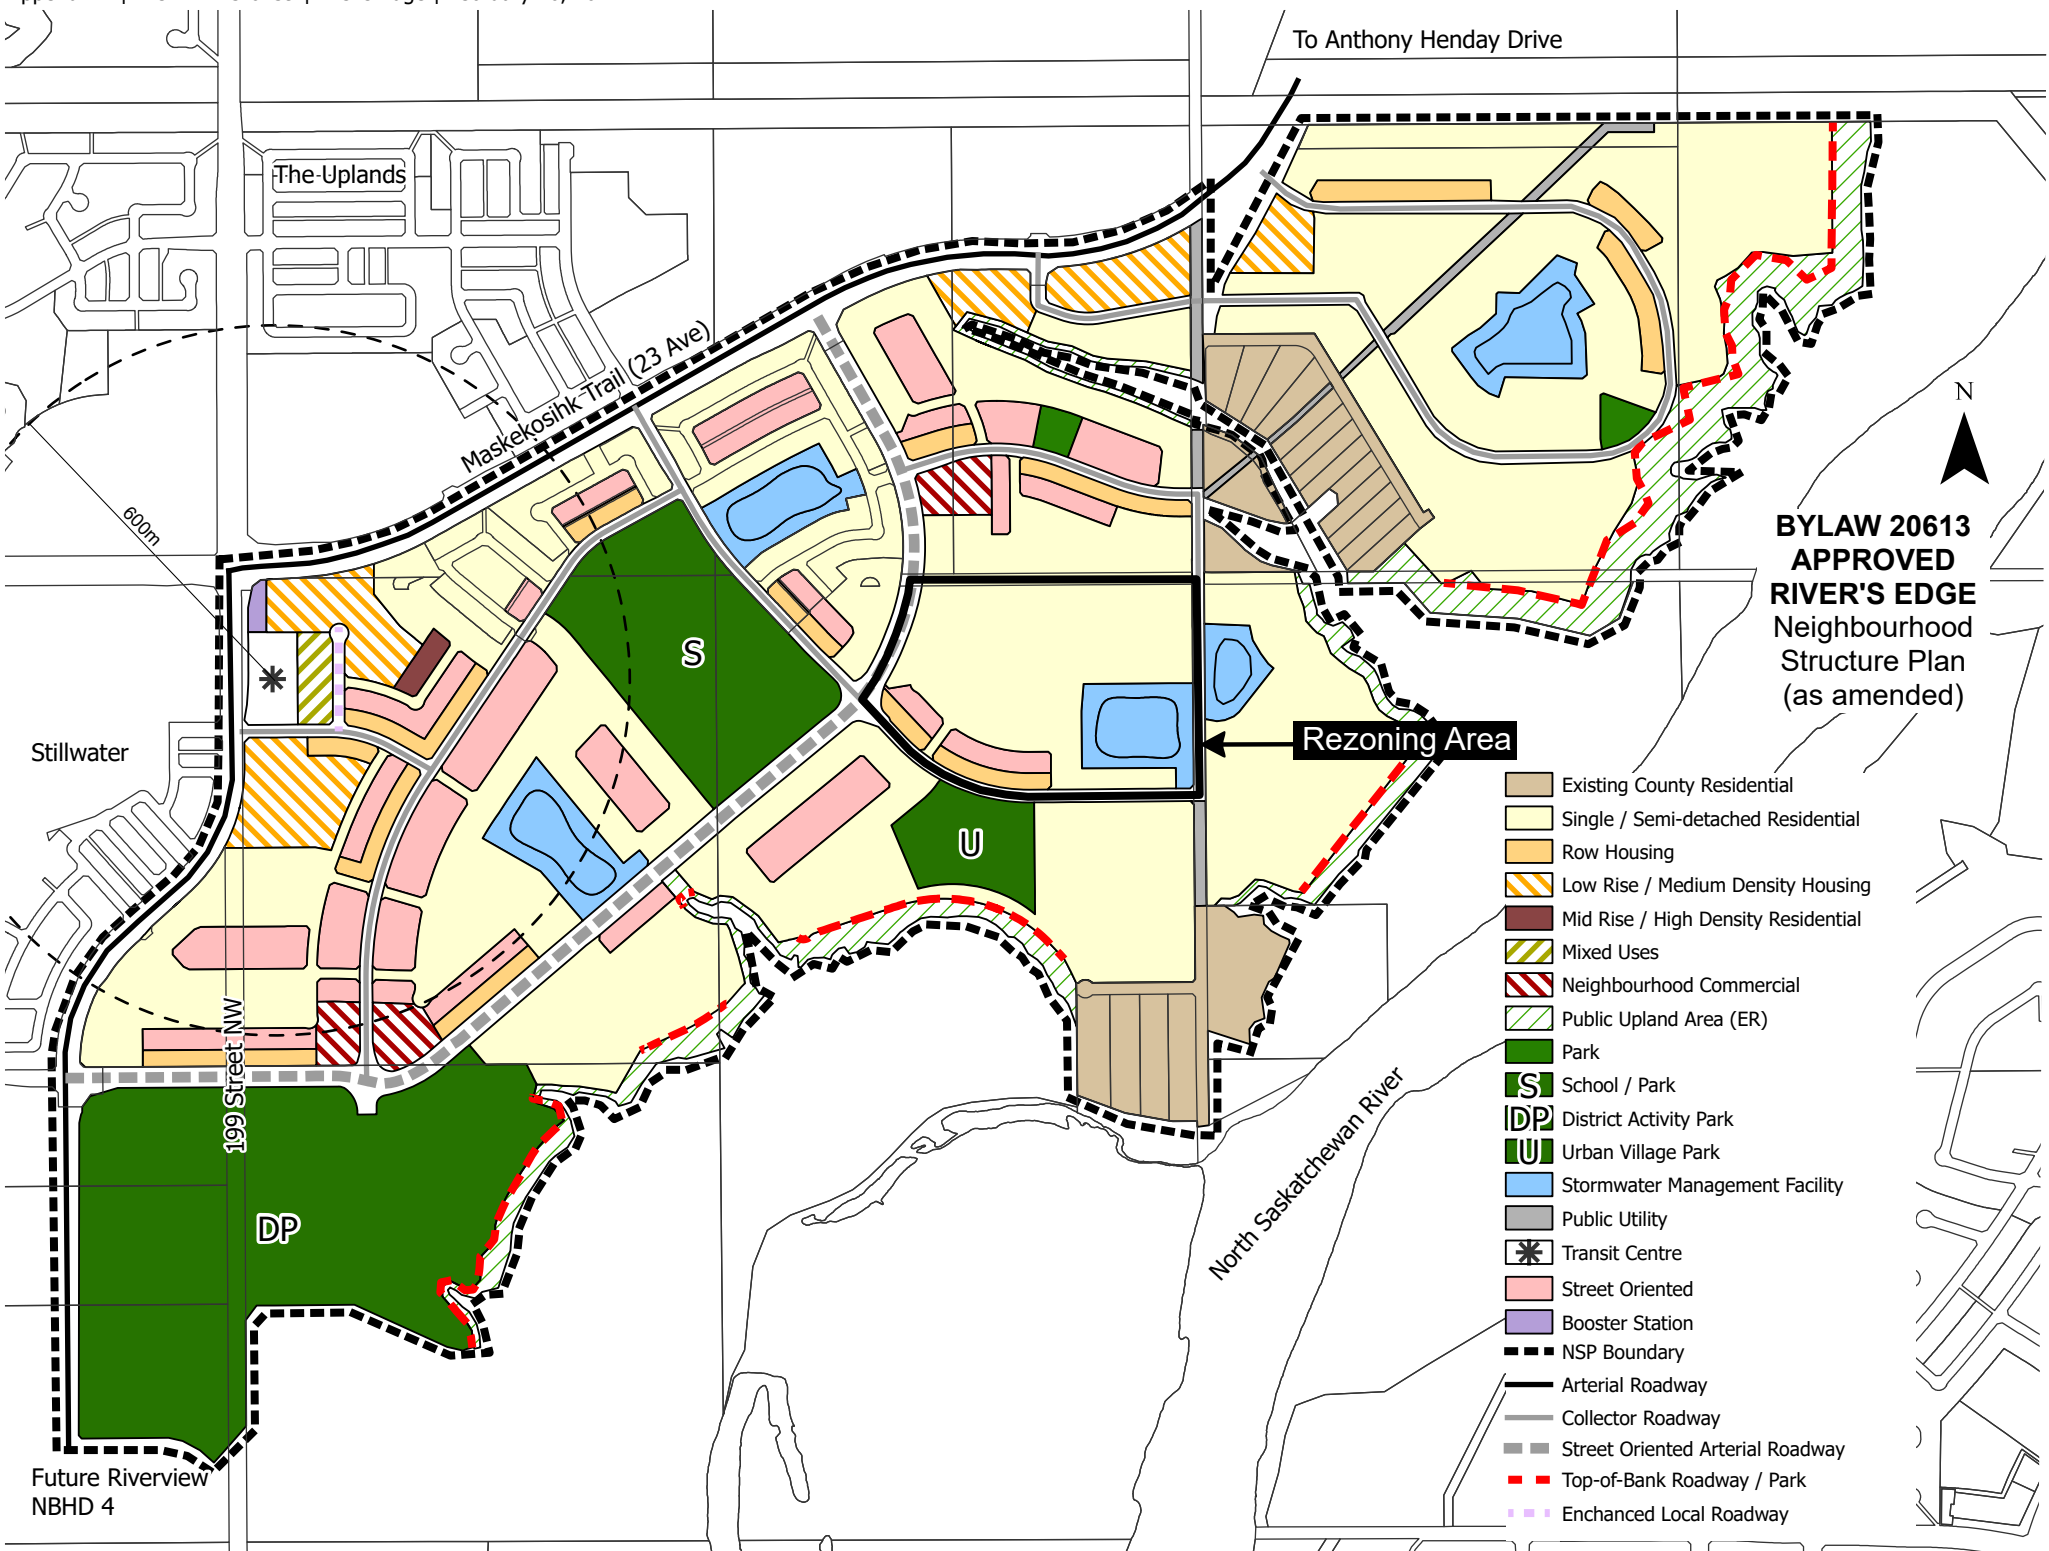 To Anthony Henday Drive
The Uplands
Maskekosihk Trail (23 Ave)
600m
N
BYLAW 20613
APPROVED
RIVER'S EDGE
Neighbourhood
Structure Plan
(as amended)
S
Stillwater
Rezoning Area
U
199 Street NW
DP
North Saskatchewan River
Future Riverview
NBHD 4
Existing County Residential
Single / Semi-detached Residential
Row Housing
Low Rise / Medium Density Housing
Mid Rise / High Density Residential
Mixed Uses
Neighbourhood Commercial
Public Upland Area (ER)
Park
S School / Park
DP District Activity Park
U Urban Village Park
Stormwater Management Facility
Public Utility
Transit Centre
Street Oriented
Booster Station
NSP Boundary
Arterial Roadway
Collector Roadway
Street Oriented Arterial Roadway
Top-of-Bank Roadway / Park
Enchanced Local Roadway